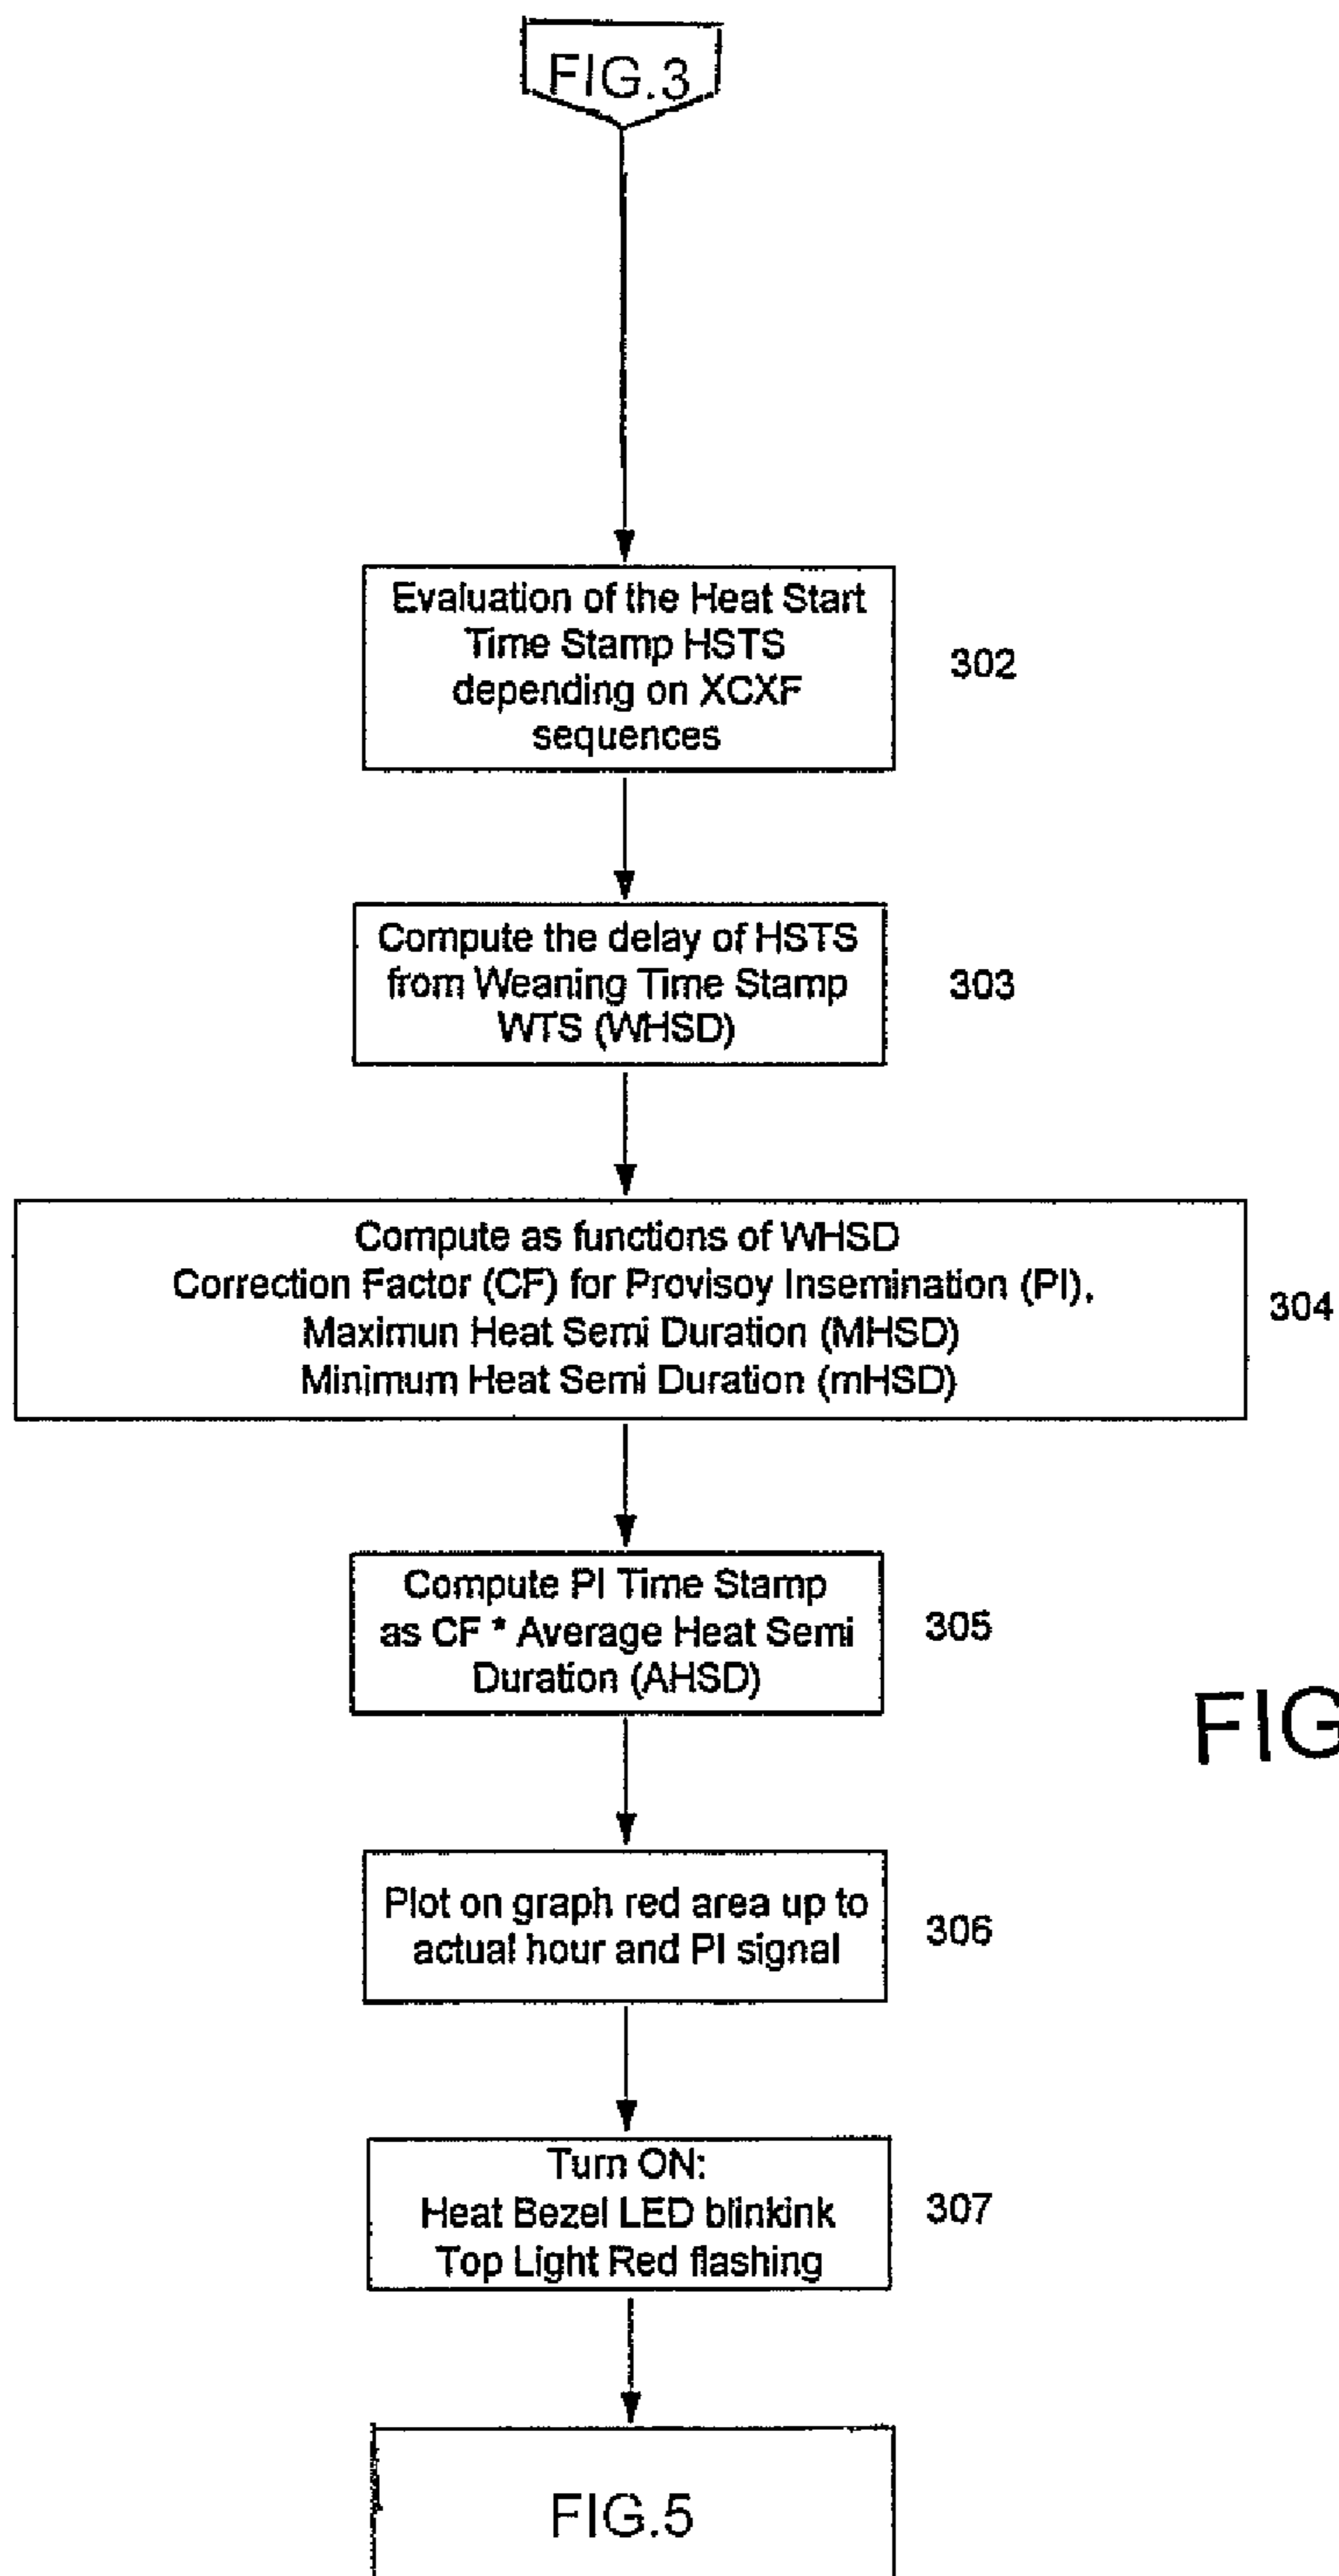 FIG.3
Evaluation of the Heat Start
Time Stamp HSTS
depending on XCXF
sequences
302
Compute the delay of HSTS
from Weaning Time Stamp
WTS (WHSD)
303
Compute as functions of WHSD
Correction Factor (CF) for Provisoy Insemination (PI),
Maximun Heat Semi Duration (MHSD)
Minimum Heat Semi Duration (mHSD)
304
Compute PI Time Stamp
as CF * Average Heat Semi
Duration (AHSD)
305
FIG
Plot on graph red area up to
actual hour and PI signal
306
Turn ON:
Heat Bezel LED blinkink
Top Light Red flashing
307
FIG.5